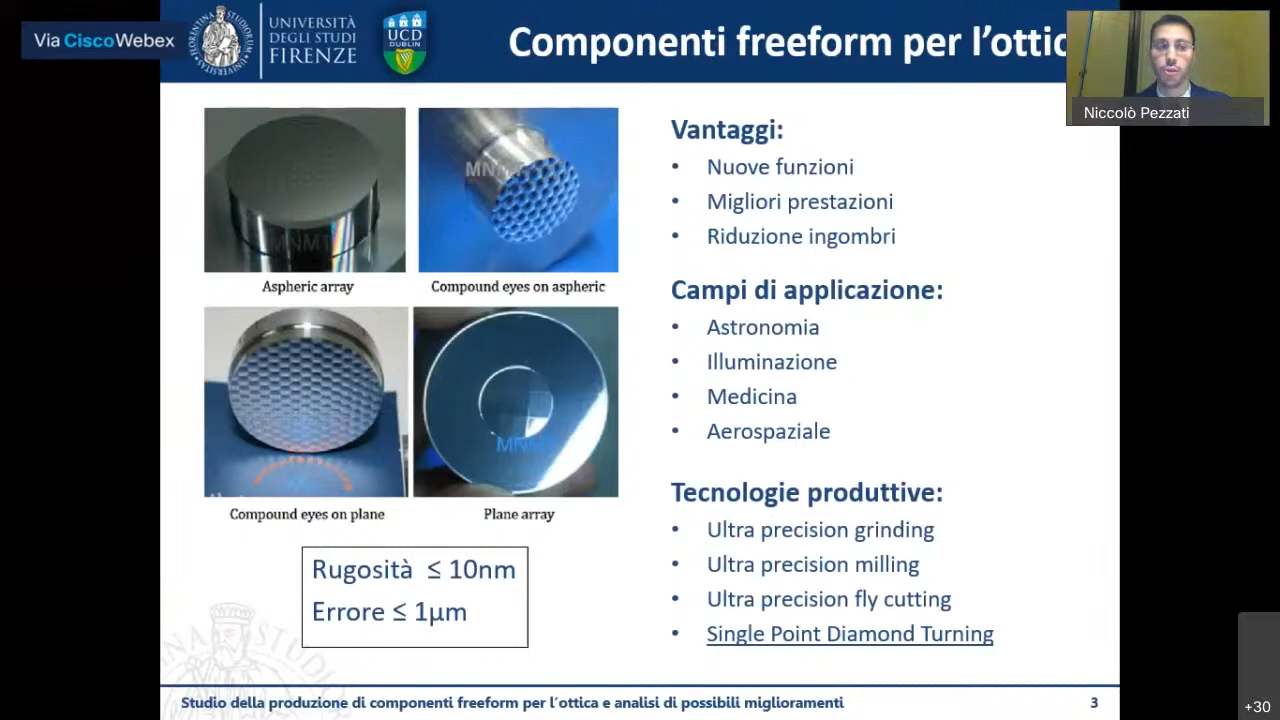 Via Cisco Webex
UNIVERSITÀ
DEGLI STUDI
FIRENZE
UCD
DUBLIN
Componenti freeform per l'ottic
Niccolò Pezzati
MNMT
Aspheric array
Compound eyes on aspheric
Compound eyes on plane
Plane array
Rugosità ≤ 10nm
Errore ≤ 1μm
Vantaggi:
• Nuove funzioni
• Migliori prestazioni
• Riduzione ingombri
Campi di applicazione:
• Astronomia
• Illuminazione
• Medicina
• Aerospaziale
Tecnologie produttive:
• Ultra precision grinding
• Ultra precision milling
• Ultra precision fly cutting
• Single Point Diamond Turning
Studio della produzione di componenti freeform per l'ottica e analisi di possibili miglioramenti
3
+30